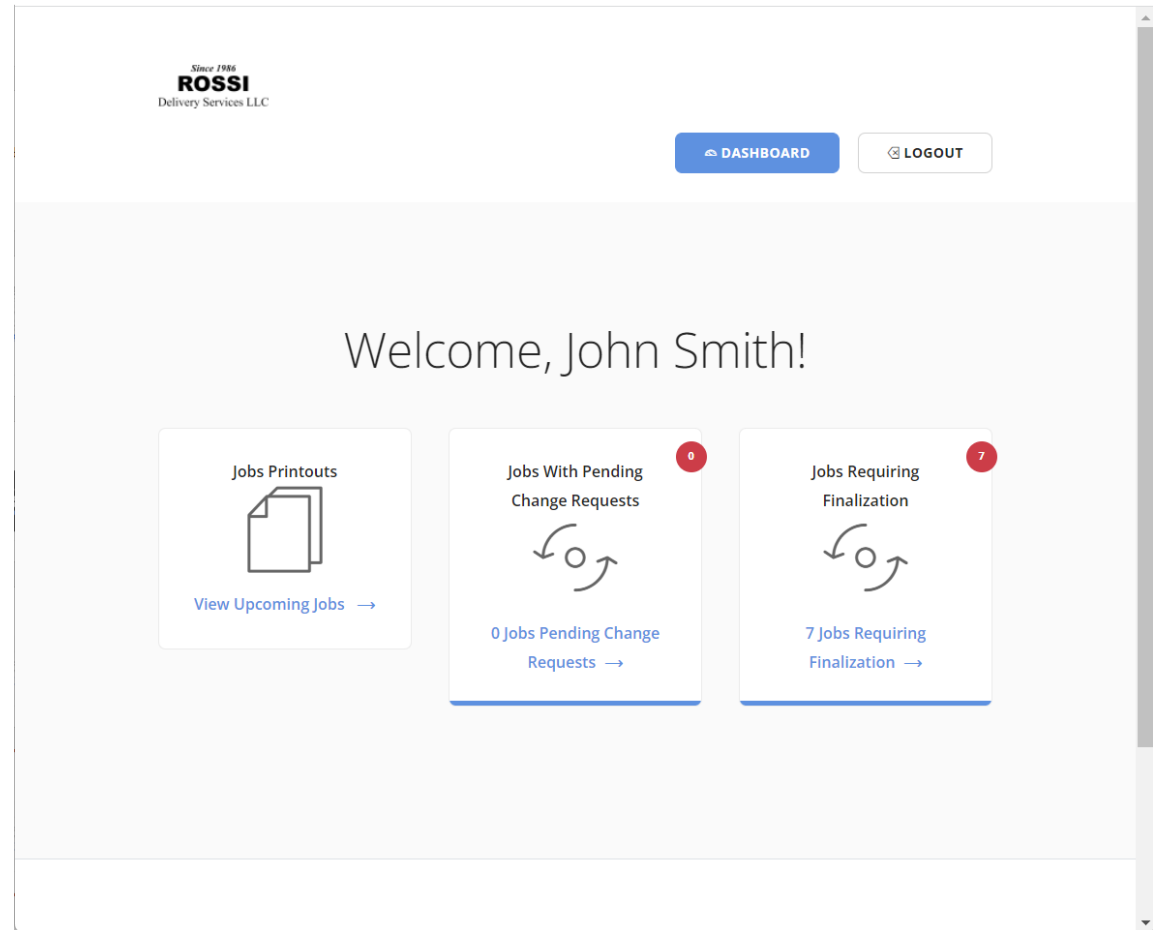 Since 1986
ROSSI
Delivery Services LLC
DASHBOARD
LOGOUT
Welcome, John Smith!
Jobs Printouts
View Upcoming Jobs →
0
Jobs With Pending
Change Requests
0 Jobs Pending Change
Requests →
7
Jobs Requiring
Finalization
7 Jobs Requiring
Finalization →